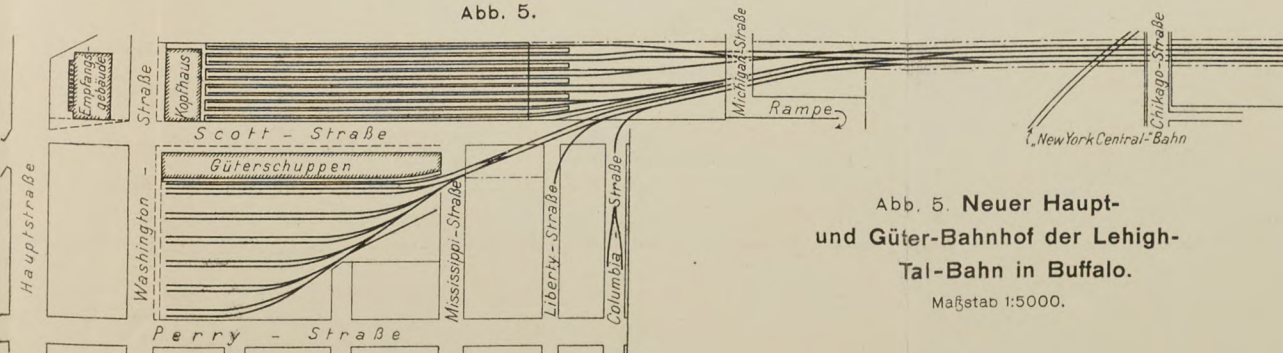 Abb. 5.
Empfangs-
gebäude
Straße
Kopfhaus
Michigan-Straße
Chikago-Straße
Rampe
„New York Central-"Bahn
Scott - Straße
Güterschuppen
Hauptstraße
Washington -
Mississippi-Straße
Liberty-Straße
Columbia-Straße
Perry - Straße
Abb. 5. Neuer Haupt-
und Güter-Bahnhof der Lehigh-
Tal-Bahn in Buffalo.
Maßstab 1:5000.